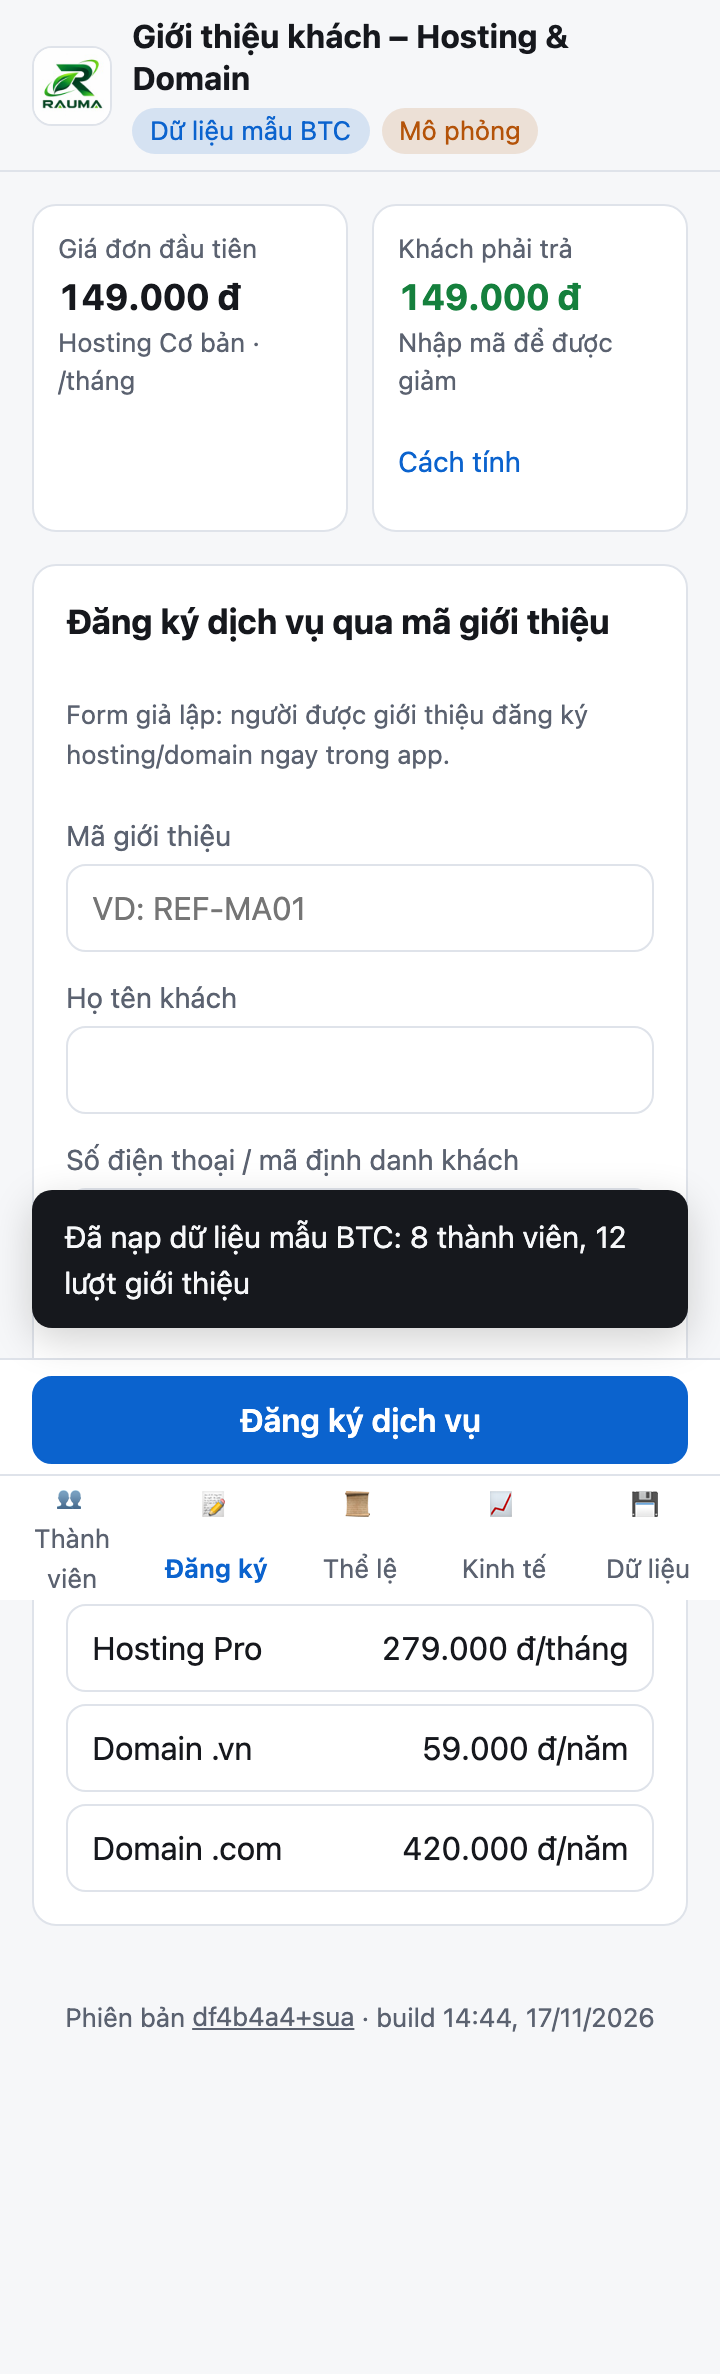 RAUMA
Giới thiệu khách – Hosting &
Domain
Dữ liệu mẫu BTC
Mô phỏng
Giá đơn đầu tiên
149.000 đ
Hosting Cơ bản ·
/tháng
Khách phải trả
149.000 đ
Nhập mã để được
giảm
Cách tính
Đăng ký dịch vụ qua mã giới thiệu
Form giả lập: người được giới thiệu đăng ký
hosting/domain ngay trong app.
Mã giới thiệu
VD: REF-MA01
Họ tên khách
Số điện thoại / mã định danh khách
Đã nạp dữ liệu mẫu BTC: 8 thành viên, 12
lượt giới thiệu
Đăng ký dịch vụ
Thành
viên
Đăng ký
Thể lệ
Kinh tế
Dữ liệu
Hosting Pro 279.000 đ/tháng
Domain .vn 59.000 đ/năm
Domain .com 420.000 đ/năm
Phiên bản df4b4a4+sua · build 14:44, 17/11/2026